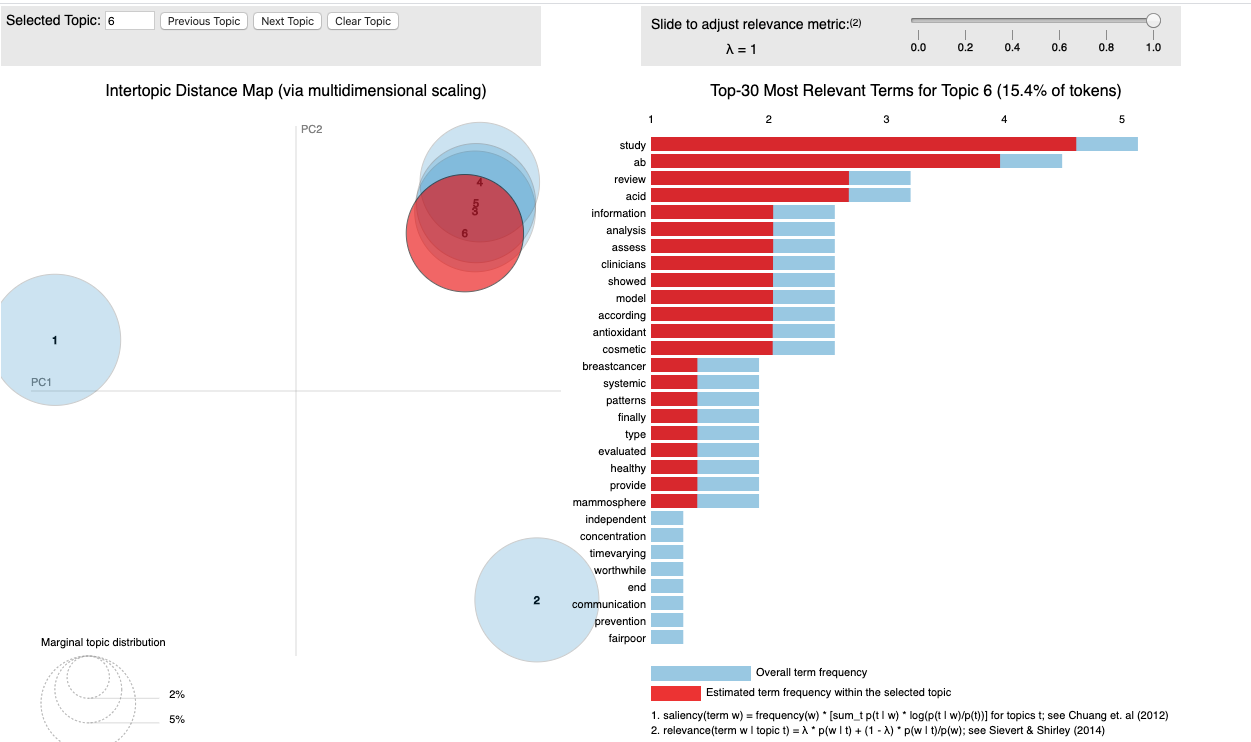 Selected Topic: 6 Previous Topic Next Topic Clear Topic
Slide to adjust relevance metric:(2)
λ = 1
0.0 0.2 0.4 0.6 0.8 1.0
Intertopic Distance Map (via multidimensional scaling)
PC2
4
5
3
6
1
PC1
2
Marginal topic distribution
2%
5%
Top-30 Most Relevant Terms for Topic 6 (15.4% of tokens)
1 2 3 4 5
study
ab
review
acid
information
analysis
assess
clinicians
showed
model
according
antioxidant
cosmetic
breastcancer
systemic
patterns
finally
type
evaluated
healthy
provide
mammosphere
independent
concentration
timevarying
worthwhile
end
communication
prevention
fairpoor
Overall term frequency
Estimated term frequency within the selected topic
1. saliency(term w) = frequency(w) * [sum_t p(t | w) * log(p(t | w)/p(t))] for topics t; see Chuang et. al (2012)
2. relevance(term w | topic t) = λ * p(w | t) + (1 - λ) * p(w | t)/p(w); see Sievert & Shirley (2014)